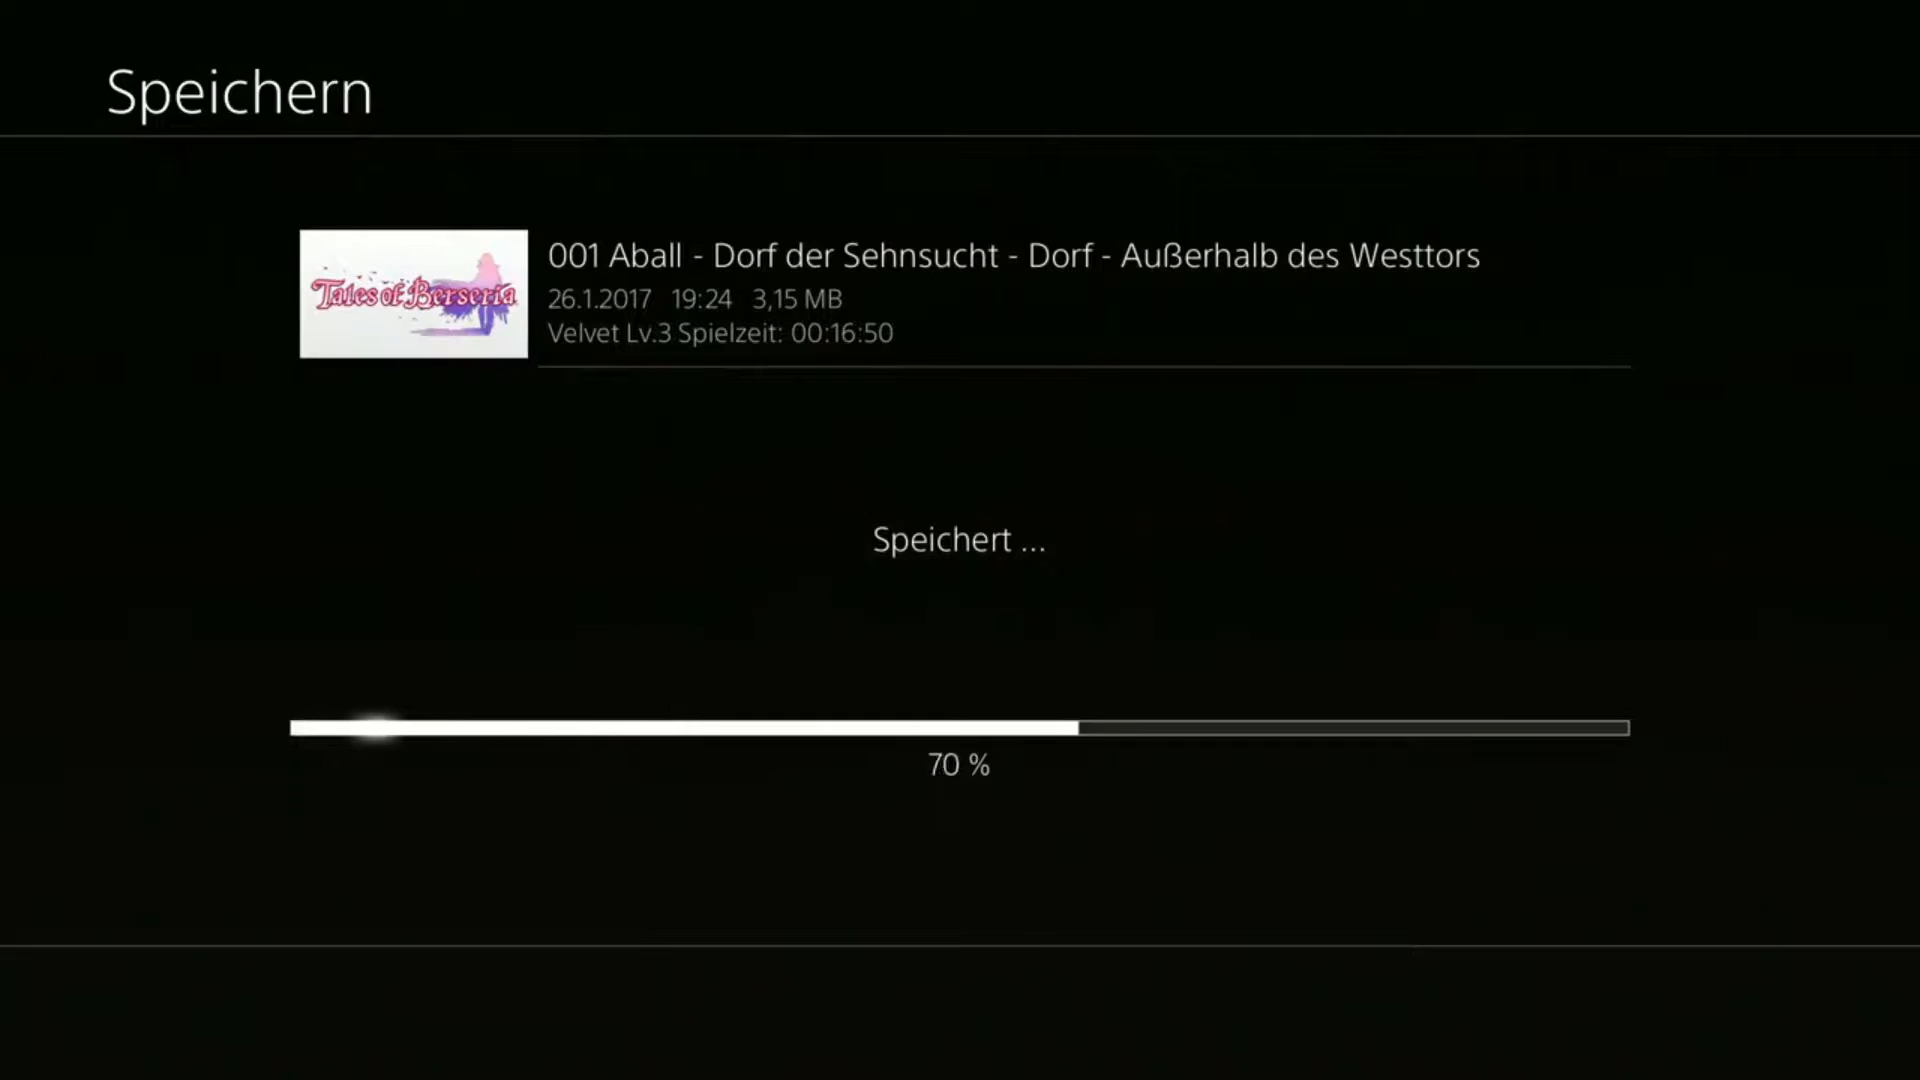 Speichern
Tales of Berseria
001 Aball - Dorf der Sehnsucht - Dorf - Außerhalb des Westtors
26.1.2017 19:24 3,15 MB
Velvet Lv.3 Spielzeit: 00:16:50
Speichert ...
70 %